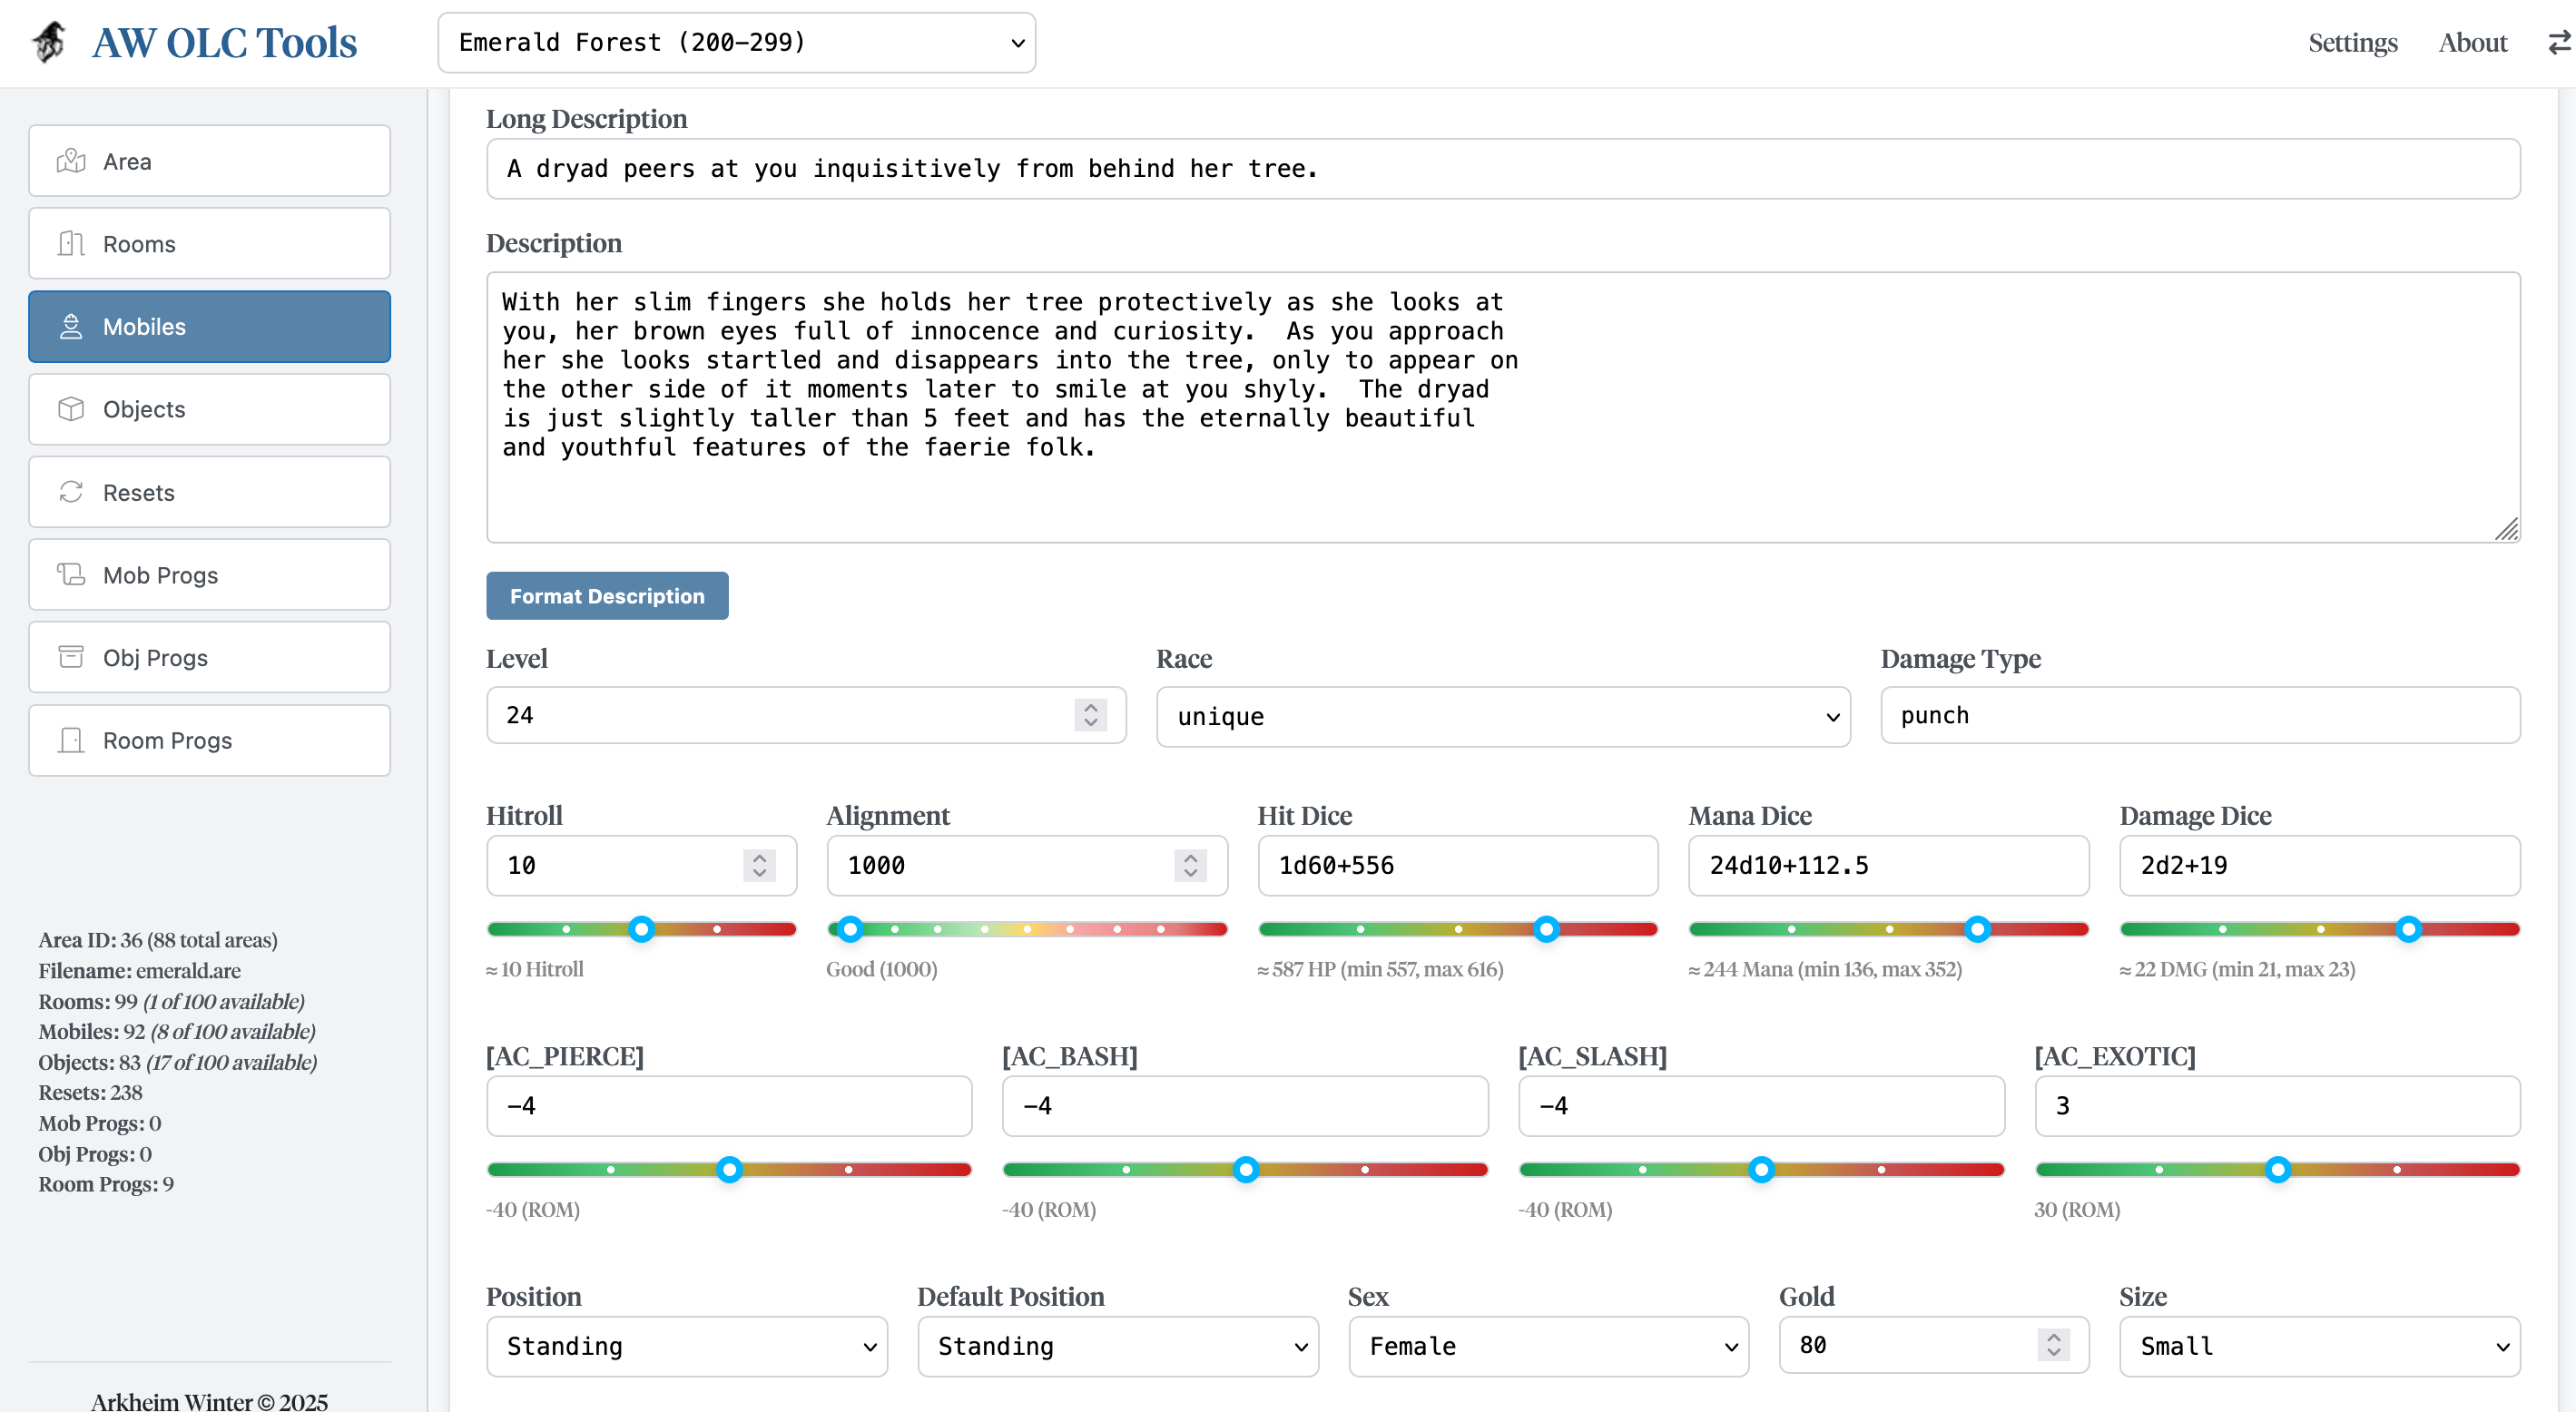 AW OLC Tools
Emerald Forest (200-299)
Settings
About
Area
Rooms
Mobiles
Objects
Resets
Mob Progs
Obj Progs
Room Progs
Area ID: 36 (88 total areas)
Filename: emerald.are
Rooms: 99 (1 of 100 available)
Mobiles: 92 (8 of 100 available)
Objects: 83 (17 of 100 available)
Resets: 238
Mob Progs: 0
Obj Progs: 0
Room Progs: 9
Arkheim Winter © 2025
Long Description
A dryad peers at you inquisitively from behind her tree.
Description
With her slim fingers she holds her tree protectively as she looks at
you, her brown eyes full of innocence and curiosity.  As you approach
her she looks startled and disappears into the tree, only to appear on
the other side of it moments later to smile at you shyly.  The dryad
is just slightly taller than 5 feet and has the eternally beautiful
and youthful features of the faerie folk.
Format Description
Level
24
Race
unique
Damage Type
punch
Hitroll
10
≈ 10 Hitroll
Alignment
1000
Good (1000)
Hit Dice
1d60+556
≈ 587 HP (min 557, max 616)
Mana Dice
24d10+112.5
≈ 244 Mana (min 136, max 352)
Damage Dice
2d2+19
≈ 22 DMG (min 21, max 23)
[AC_PIERCE]
-4
-40 (ROM)
[AC_BASH]
-4
-40 (ROM)
[AC_SLASH]
-4
-40 (ROM)
[AC_EXOTIC]
3
30 (ROM)
Position
Standing
Default Position
Standing
Sex
Female
Gold
80
Size
Small